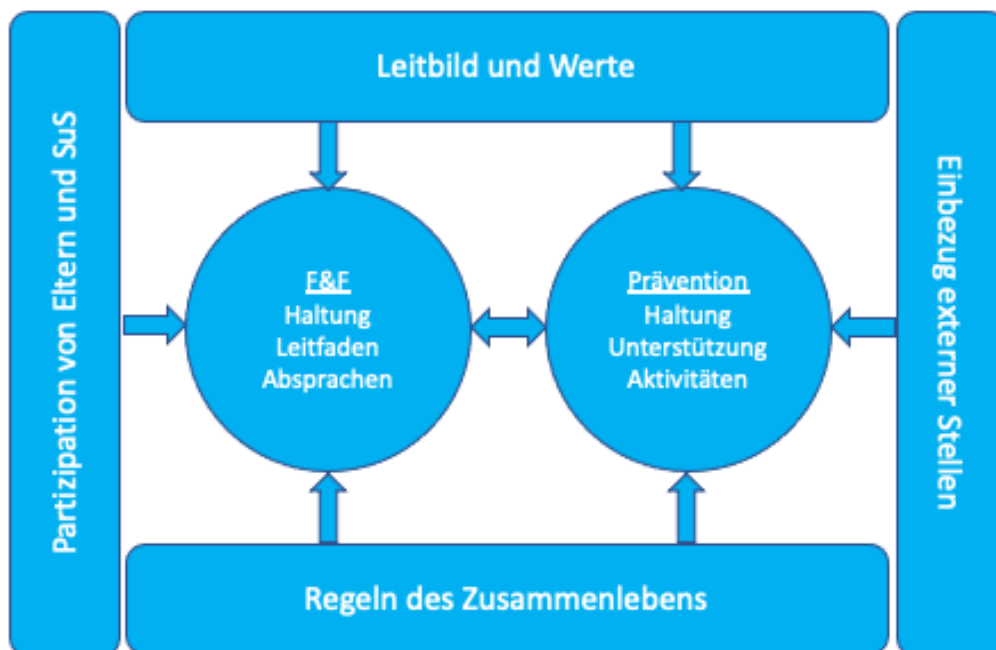 Leitbild und Werte
Partizipation von Eltern und SuS
F&F
Haltung
Leitfaden
Absprachen
Prävention
Haltung
Unterstützung
Aktivitäten
Einbezug externer Stellen
Regeln des Zusammenlebens